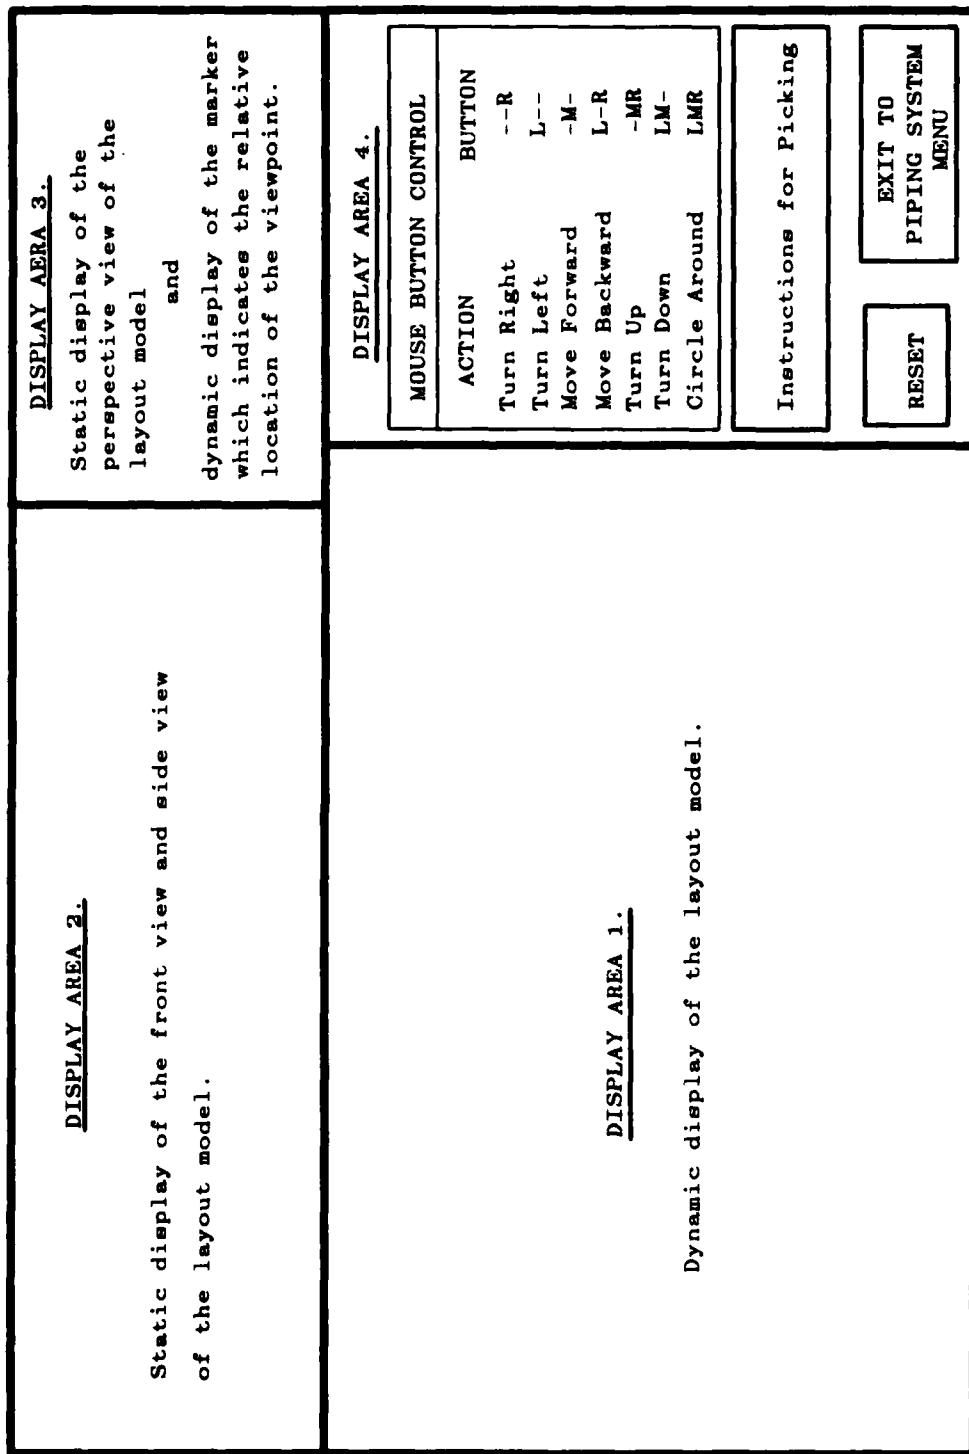 DISPLAY AREA 2.
Static display of the front view and side view
of the layout model.
DISPLAY AERA 3.
Static display of the
perspective view of the
layout model
and
dynamic display of the marker
which indicates the relative
location of the viewpoint.
DISPLAY AREA 1.
Dynamic display of the layout model.
DISPLAY AREA 4.
MOUSE BUTTON CONTROL
ACTION BUTTON
Turn Right --R
Turn Left L--
Move Forward -M-
Move Backward L-R
Turn Up -MR
Turn Down LM-
Circle Around LMR
Instructions for Picking
RESET
EXIT TO
PIPING SYSTEM
MENU